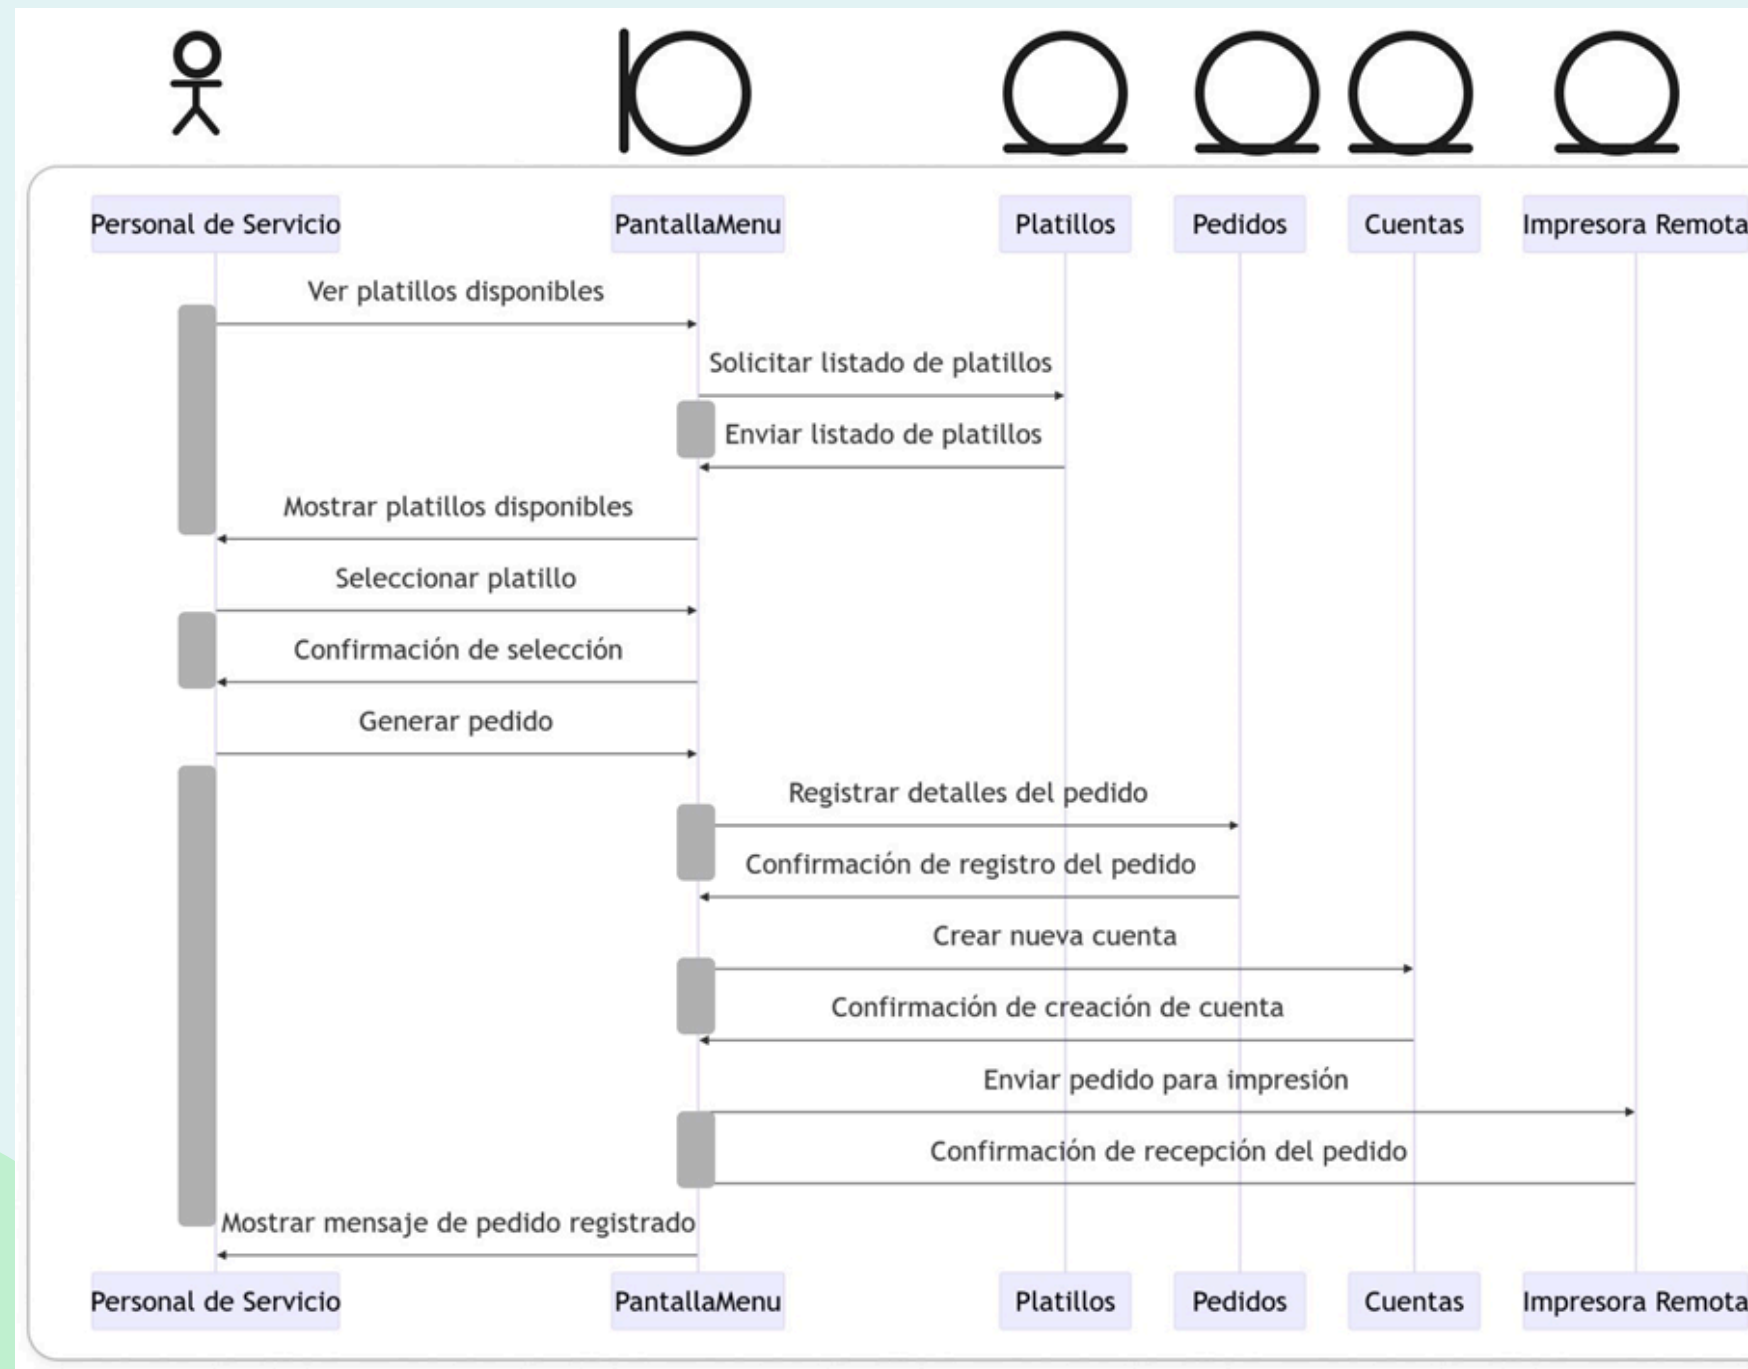 Personal de Servicio
PantallaMenu
Platillos
Pedidos
Cuentas
Impresora Remota
Ver platillos disponibles
Solicitar listado de platillos
Enviar listado de platillos
Mostrar platillos disponibles
Seleccionar platillo
Confirmación de selección
Generar pedido
Registrar detalles del pedido
Confirmación de registro del pedido
Crear nueva cuenta
Confirmación de creación de cuenta
Enviar pedido para impresión
Confirmación de recepción del pedido
Mostrar mensaje de pedido registrado
Personal de Servicio
PantallaMenu
Platillos
Pedidos
Cuentas
Impresora Remota